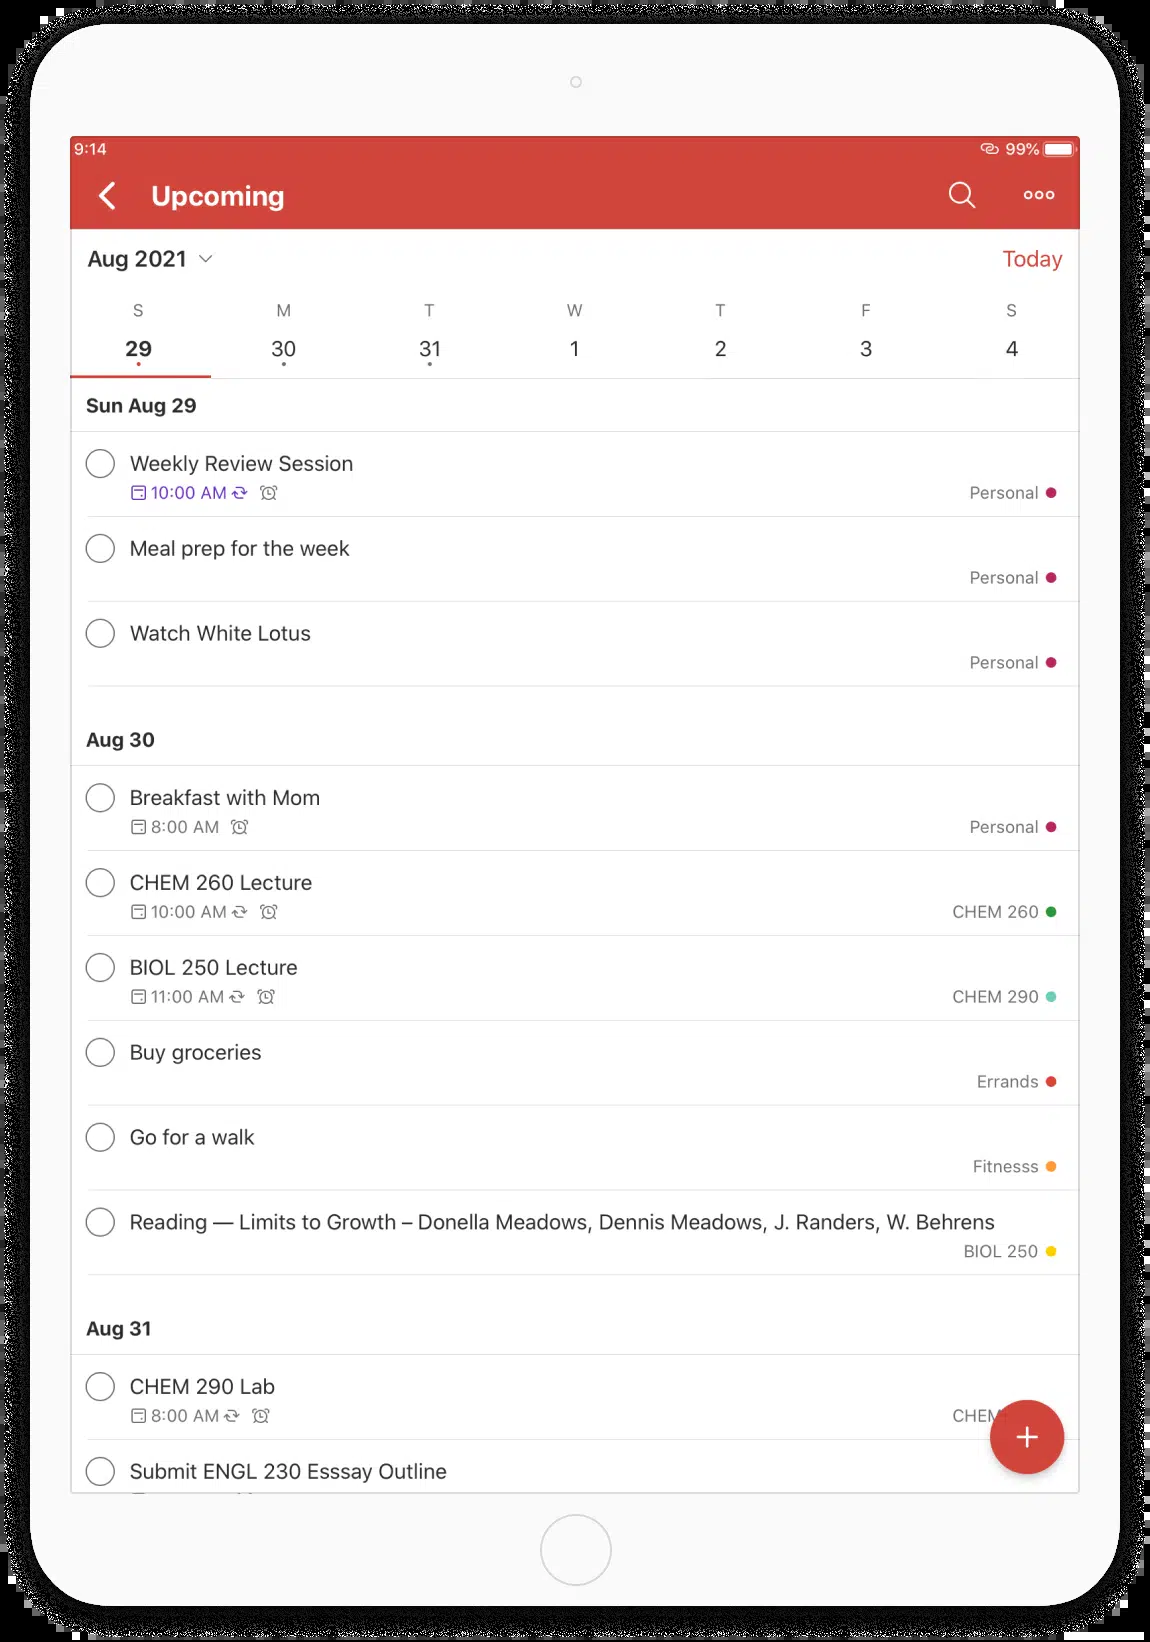 9:14 99%
Upcoming
Aug 2021 Today
S M T W T F S
29 30 31 1 2 3 4
Sun Aug 29
Weekly Review Session
10:00 AM Personal
Meal prep for the week
Personal
Watch White Lotus
Personal
Aug 30
Breakfast with Mom
8:00 AM Personal
CHEM 260 Lecture
10:00 AM CHEM 260
BIOL 250 Lecture
11:00 AM CHEM 290
Buy groceries
Errands
Go for a walk
Fitnesss
Reading — Limits to Growth – Donella Meadows, Dennis Meadows, J. Randers, W. Behrens
BIOL 250
Aug 31
CHEM 290 Lab
8:00 AM CHEM
Submit ENGL 230 Esssay Outline